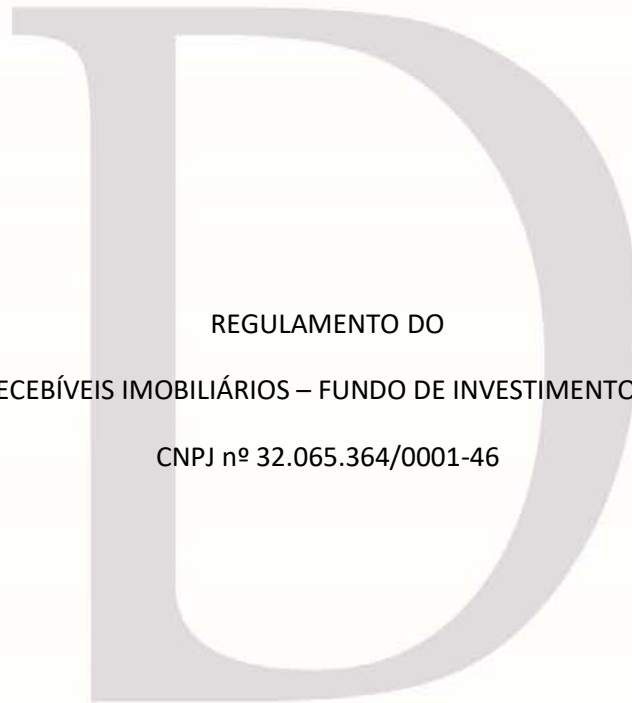 REGULAMENTO DO
ECEBÍVEIS IMOBILIÁRIOS – FUNDO DE INVESTIMENTO
CNPJ nº 32.065.364/0001-46